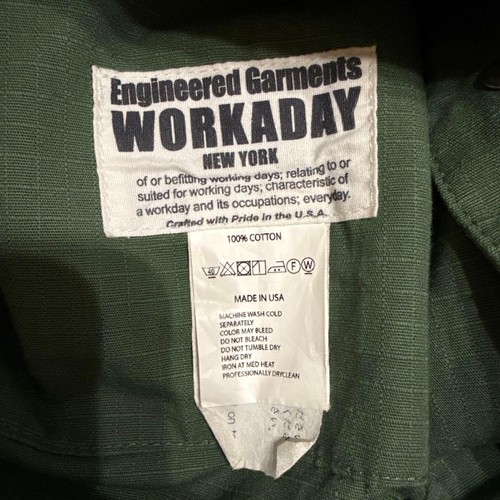 Engineered Garments
WORKADAY
NEW YORK
of or befitting working days; relating to or
suited for working days; characteristic of
a workday and its occupations; everyday.
Crafted with Pride in the U.S.A.
100% COTTON
MADE IN USA
MACHINE WASH COLD
SEPARATELY
COLOR MAY BLEED
DO NOT BLEACH
DO NOT TUMBLE DRY
HANG DRY
IRON AT MED HEAT
PROFESSIONALLY DRYCLEAN